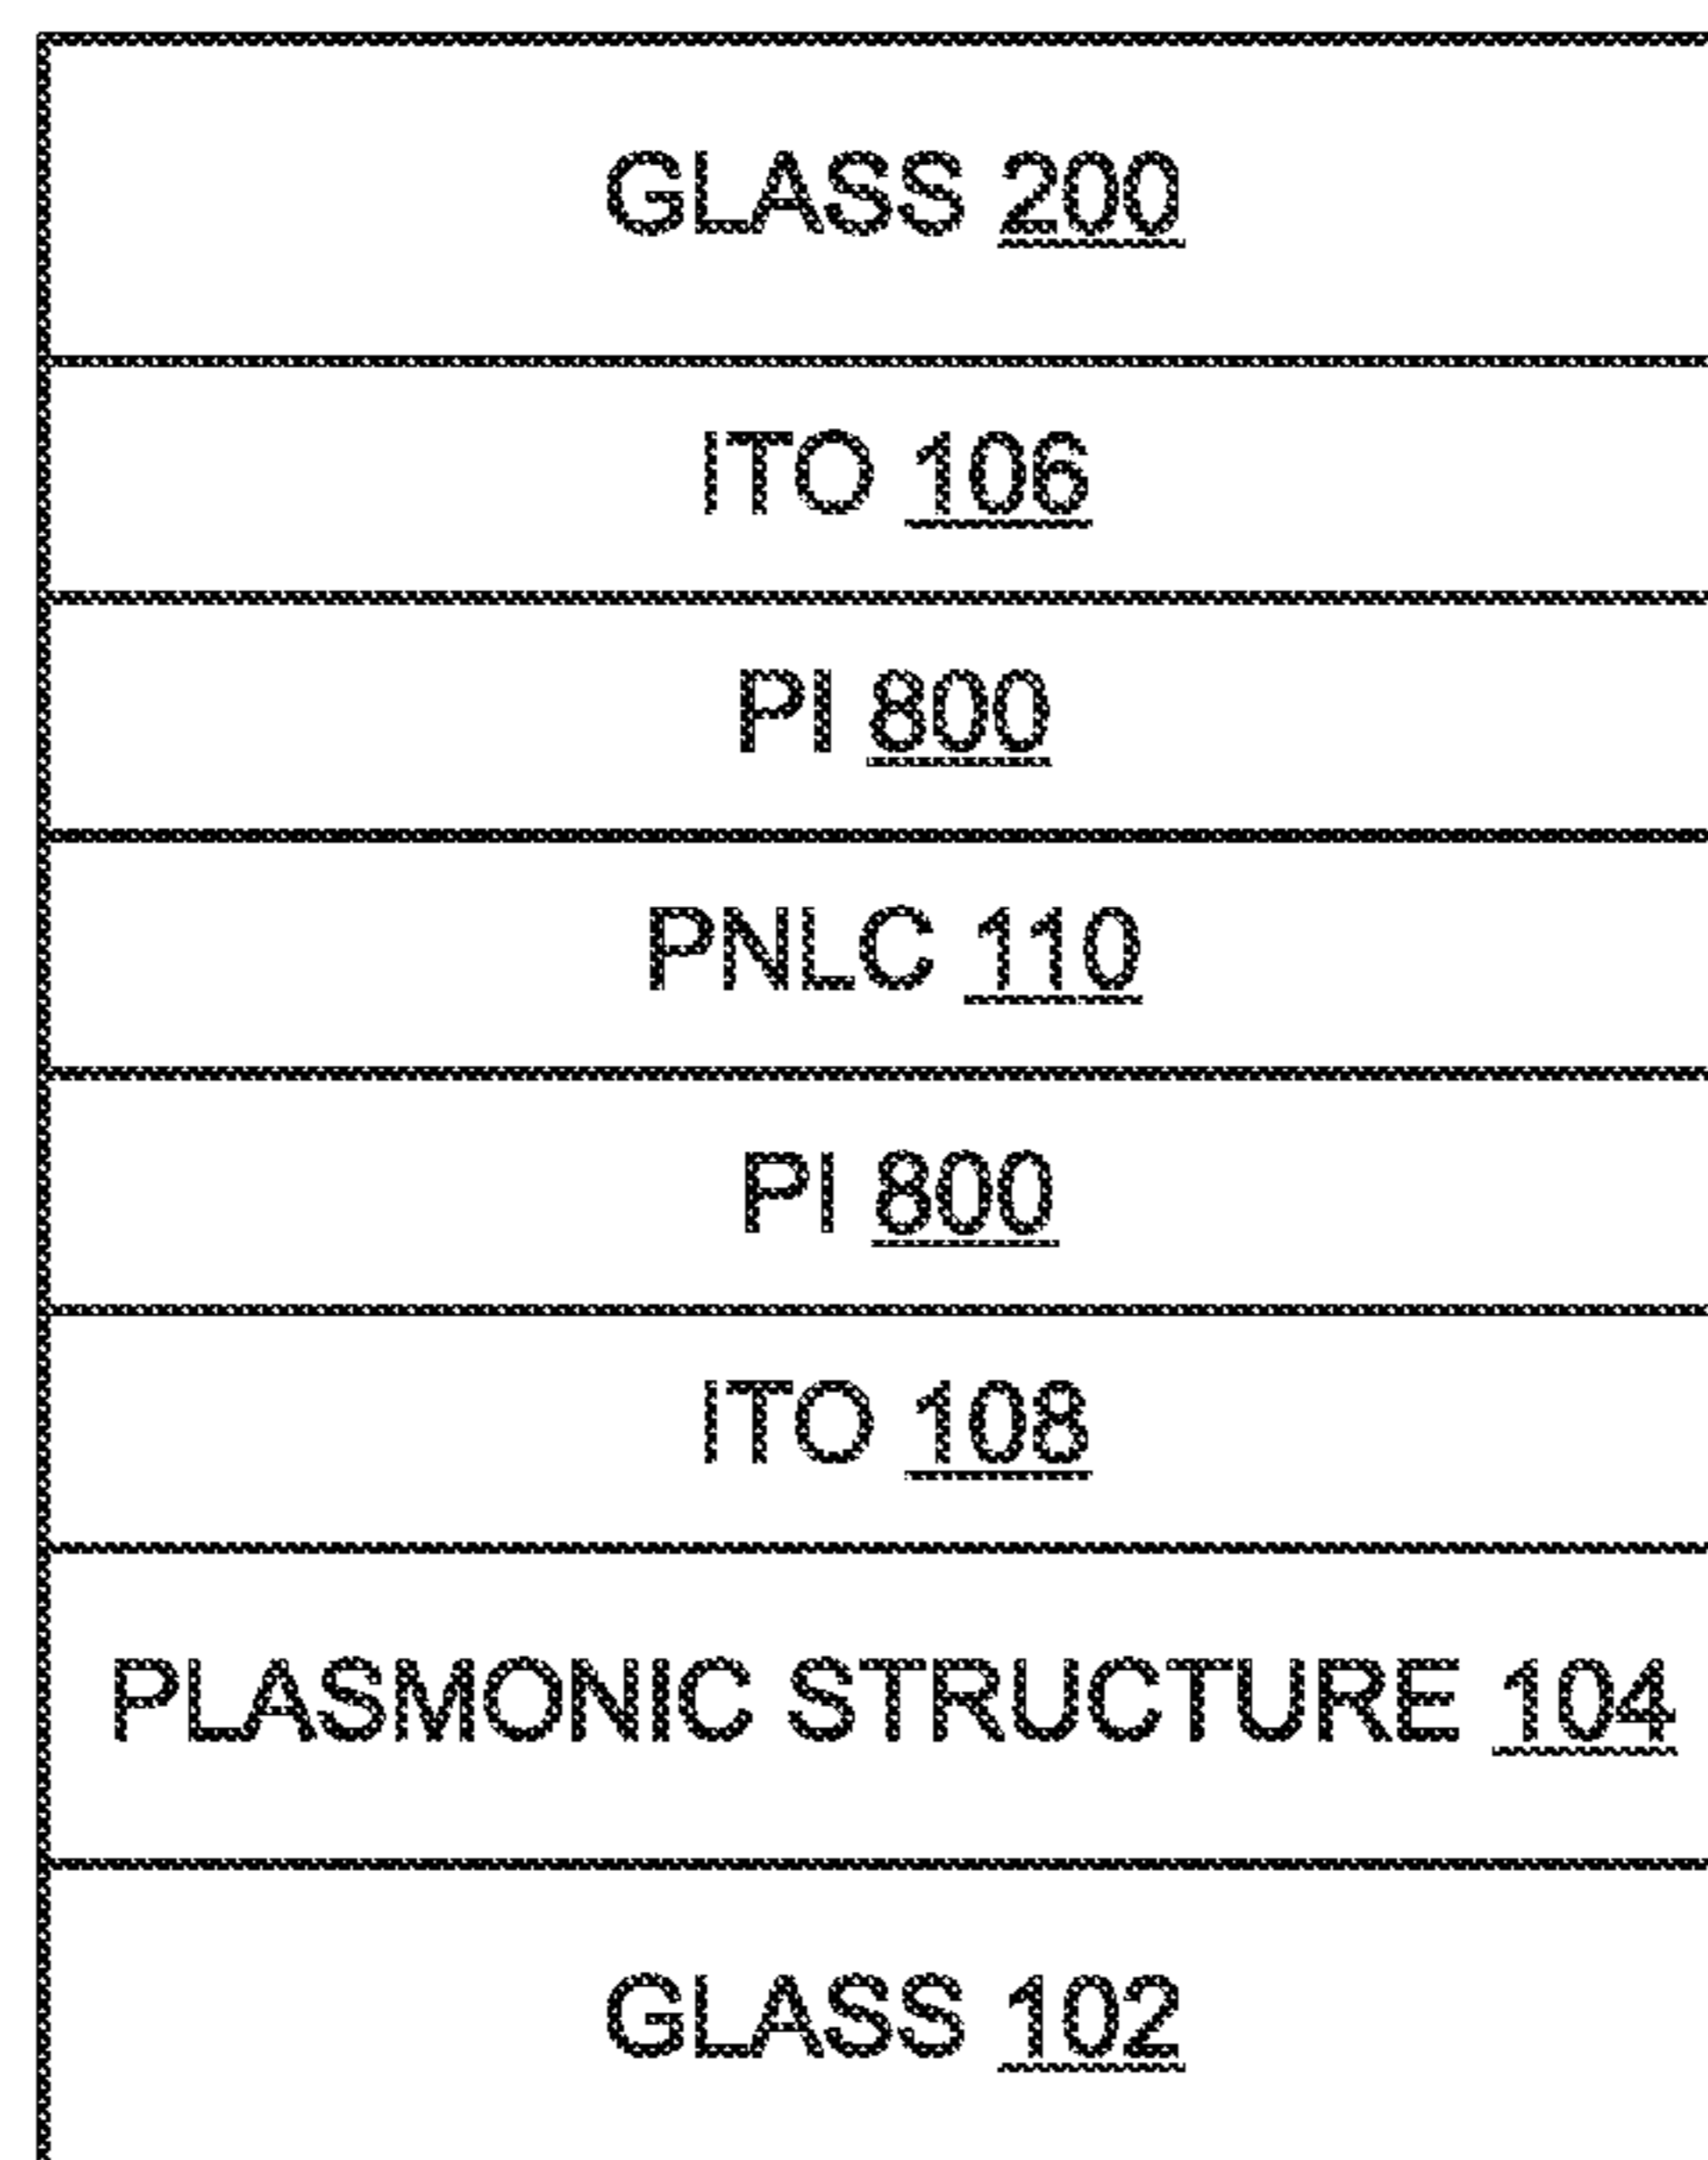 GLASS 200
ITO 106
PI 800
PNLC 110
PI 800
ITO 108
PLASMONIC STRUCTURE 104
GLASS 102